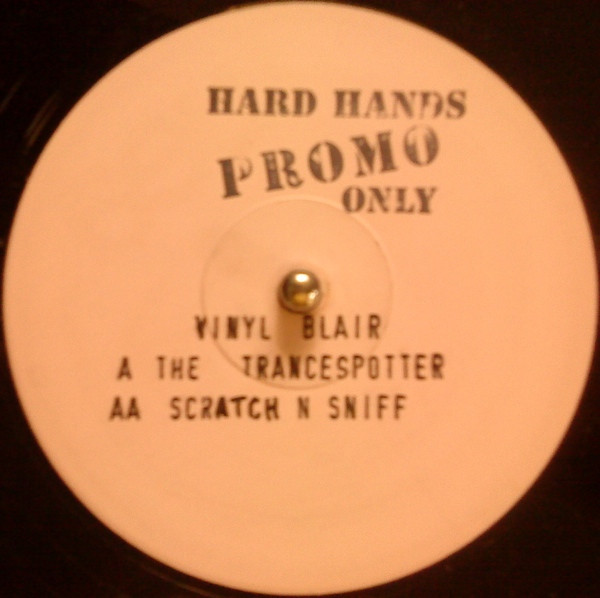 HARD HANDS
PROMO
ONLY
VINYL BLAIR
A THE TRANCESPOTTER
AA SCRATCH N SNIFF